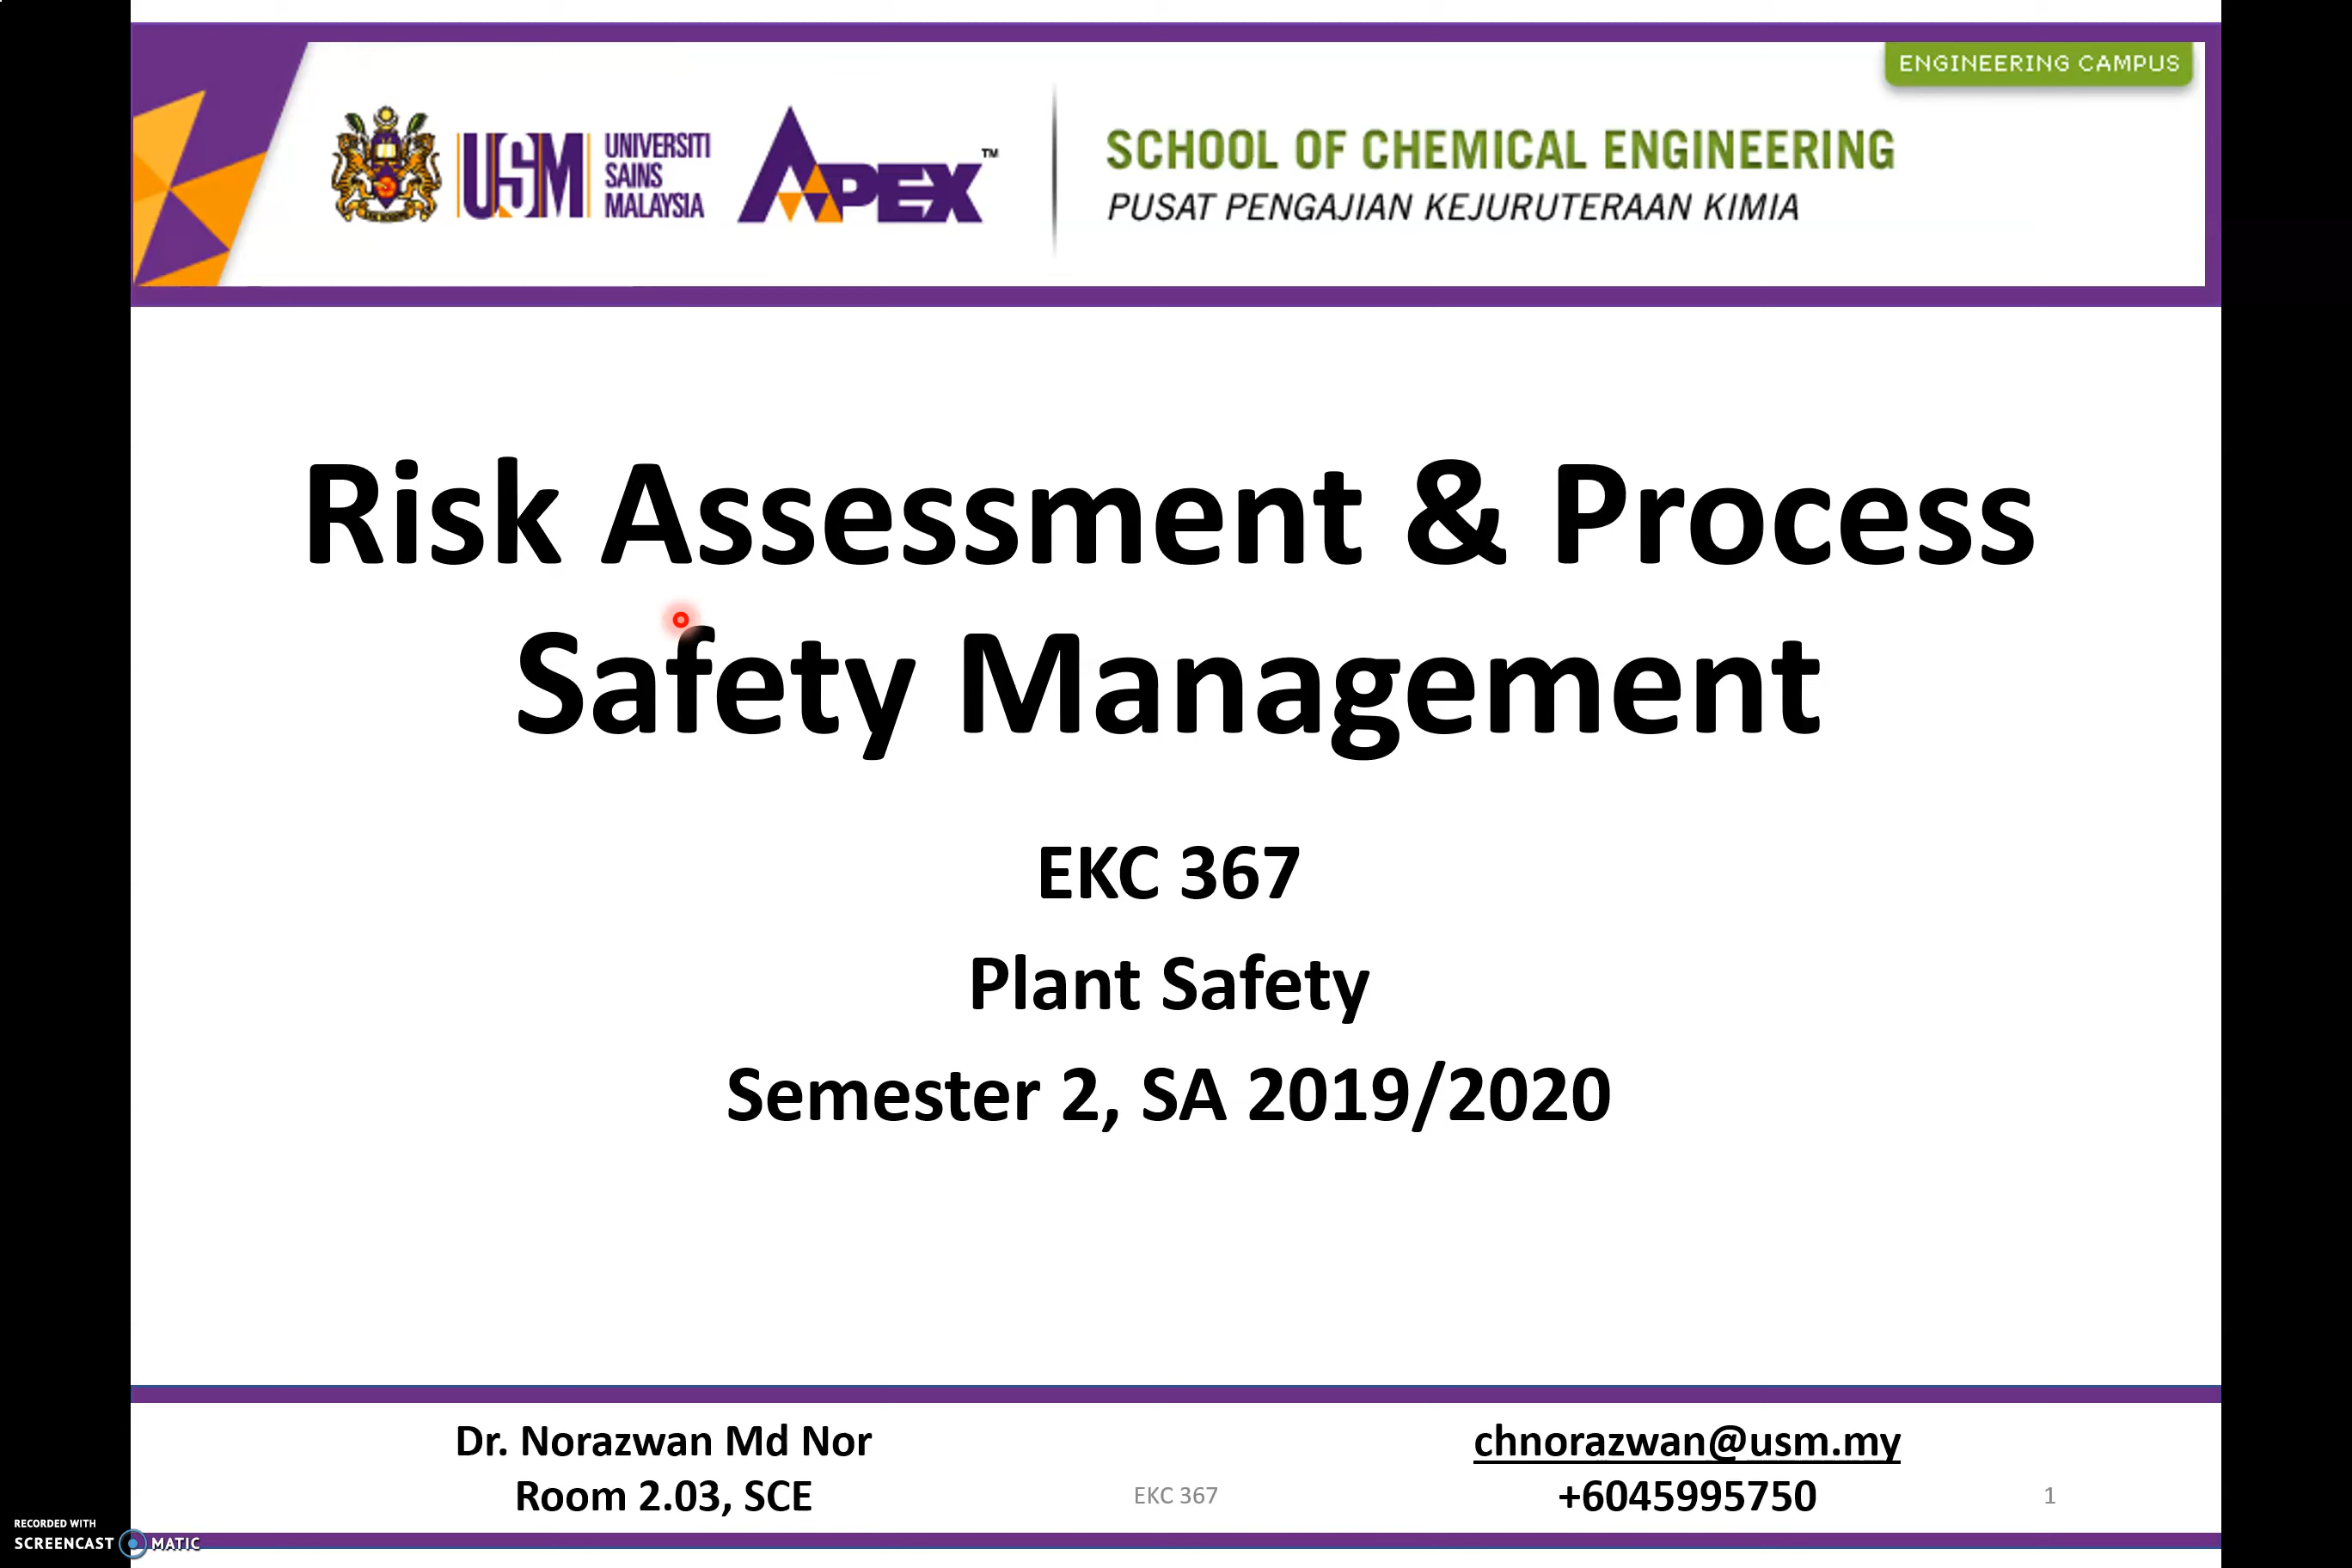 ENGINEERING CAMPUS
USM
UNIVERSITI
SAINS
MALAYSIA
APEX™
SCHOOL OF CHEMICAL ENGINEERING
PUSAT PENGAJIAN KEJURUTERAAN KIMIA
Risk Assessment & Process
Safety Management
EKC 367
Plant Safety
Semester 2, SA 2019/2020
Dr. Norazwan Md Nor
Room 2.03, SCE
EKC 367
chnorazwan@usm.my
+6045995750
1
RECORDED WITH
SCREENCAST MATIC